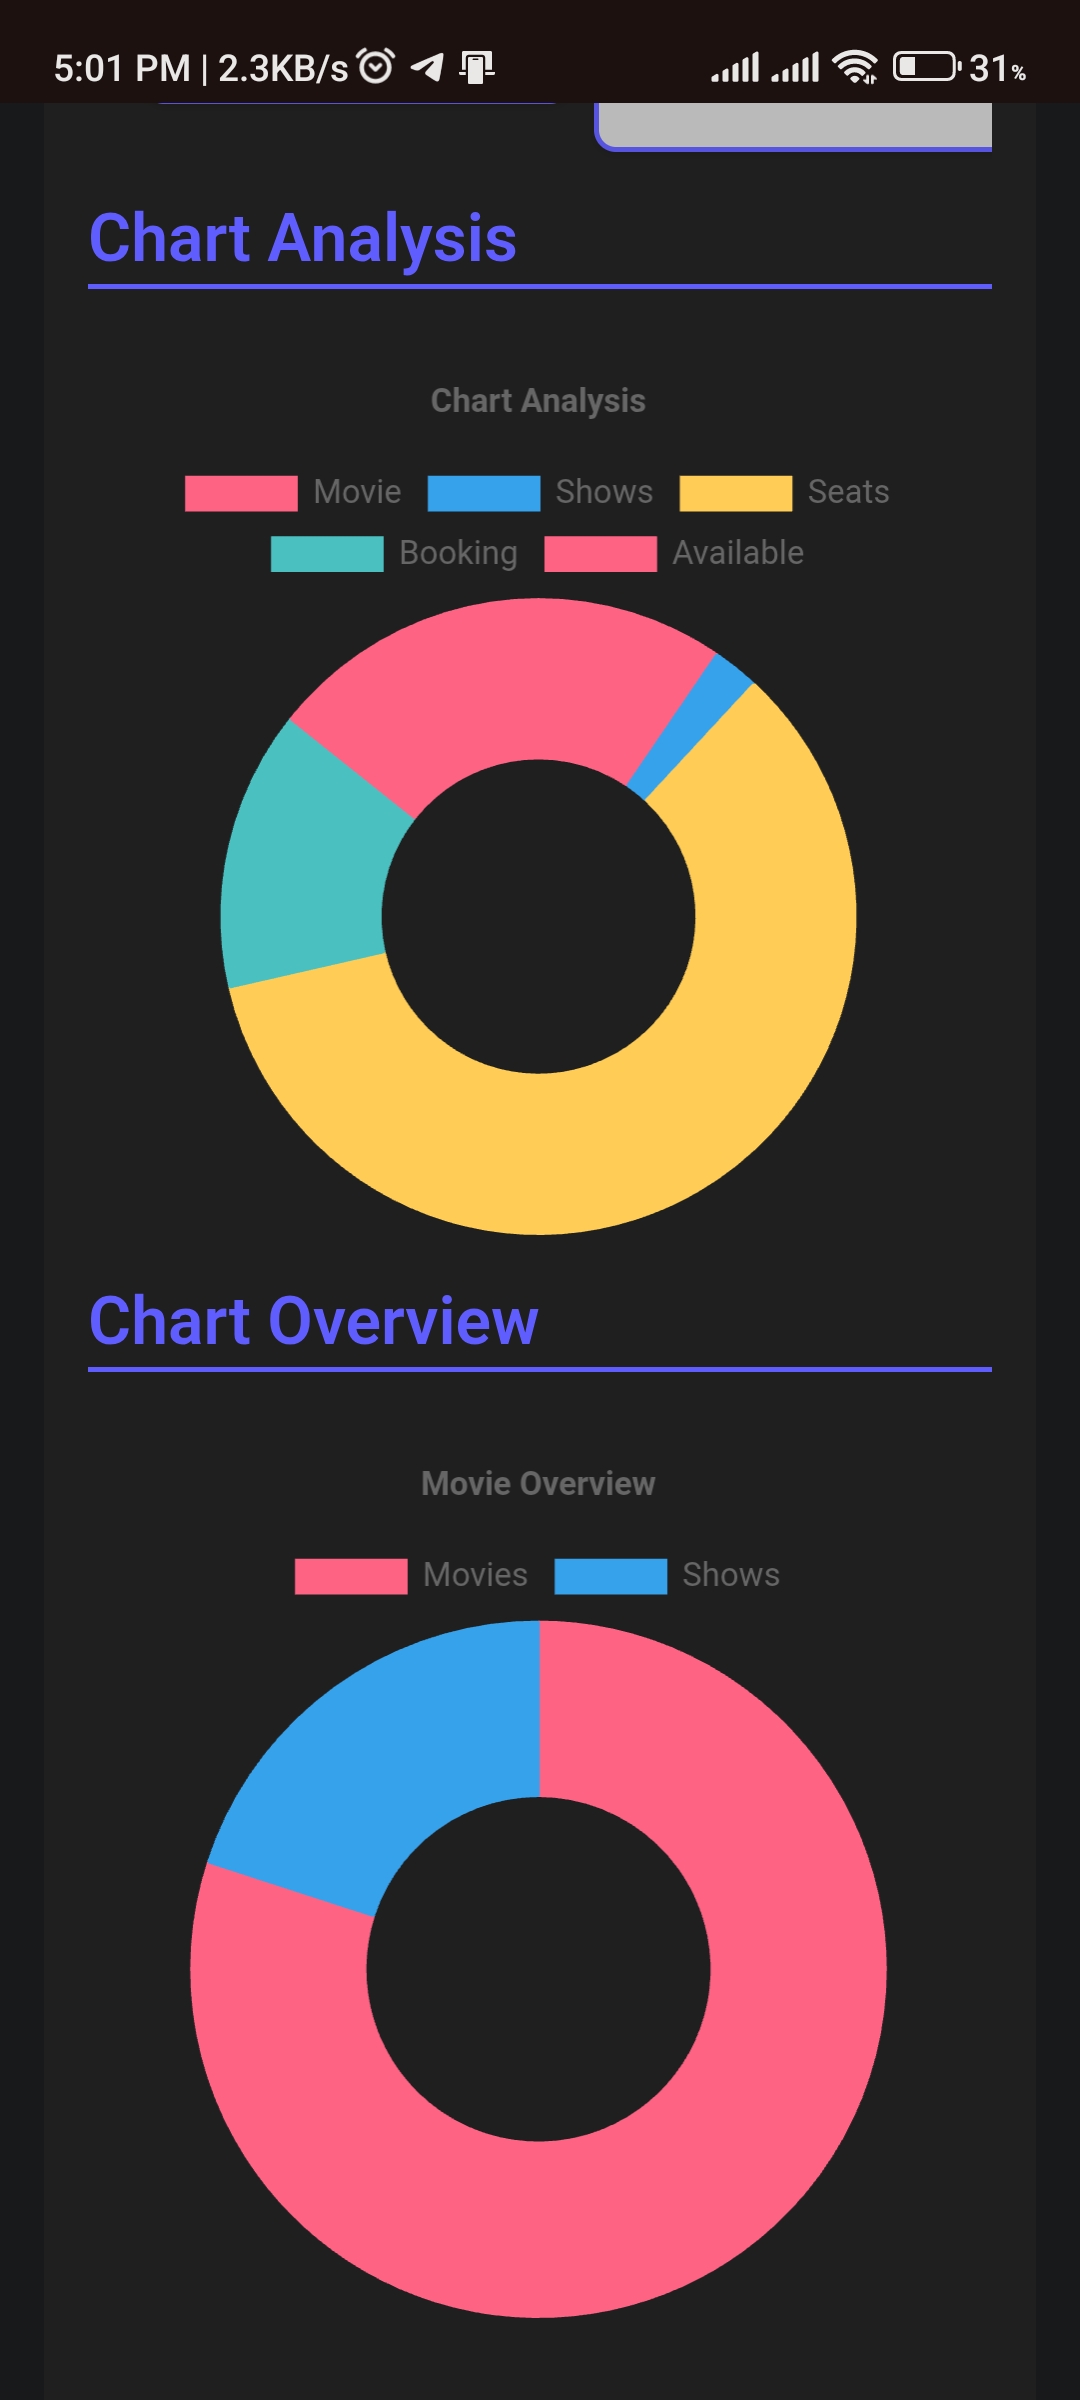 5:01 PM | 2.3KB/s 31%
Chart Analysis
Chart Analysis
Movie Shows Seats
Booking Available
Chart Overview
Movie Overview
Movies Shows